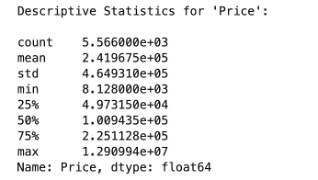 Descriptive Statistics for 'Price':
count    5.566000e+03
mean     2.419675e+05
std      4.649310e+05
min      8.128000e+03
25%      4.973150e+04
50%      1.009435e+05
75%      2.251128e+05
max      1.290994e+07
Name: Price, dtype: float64